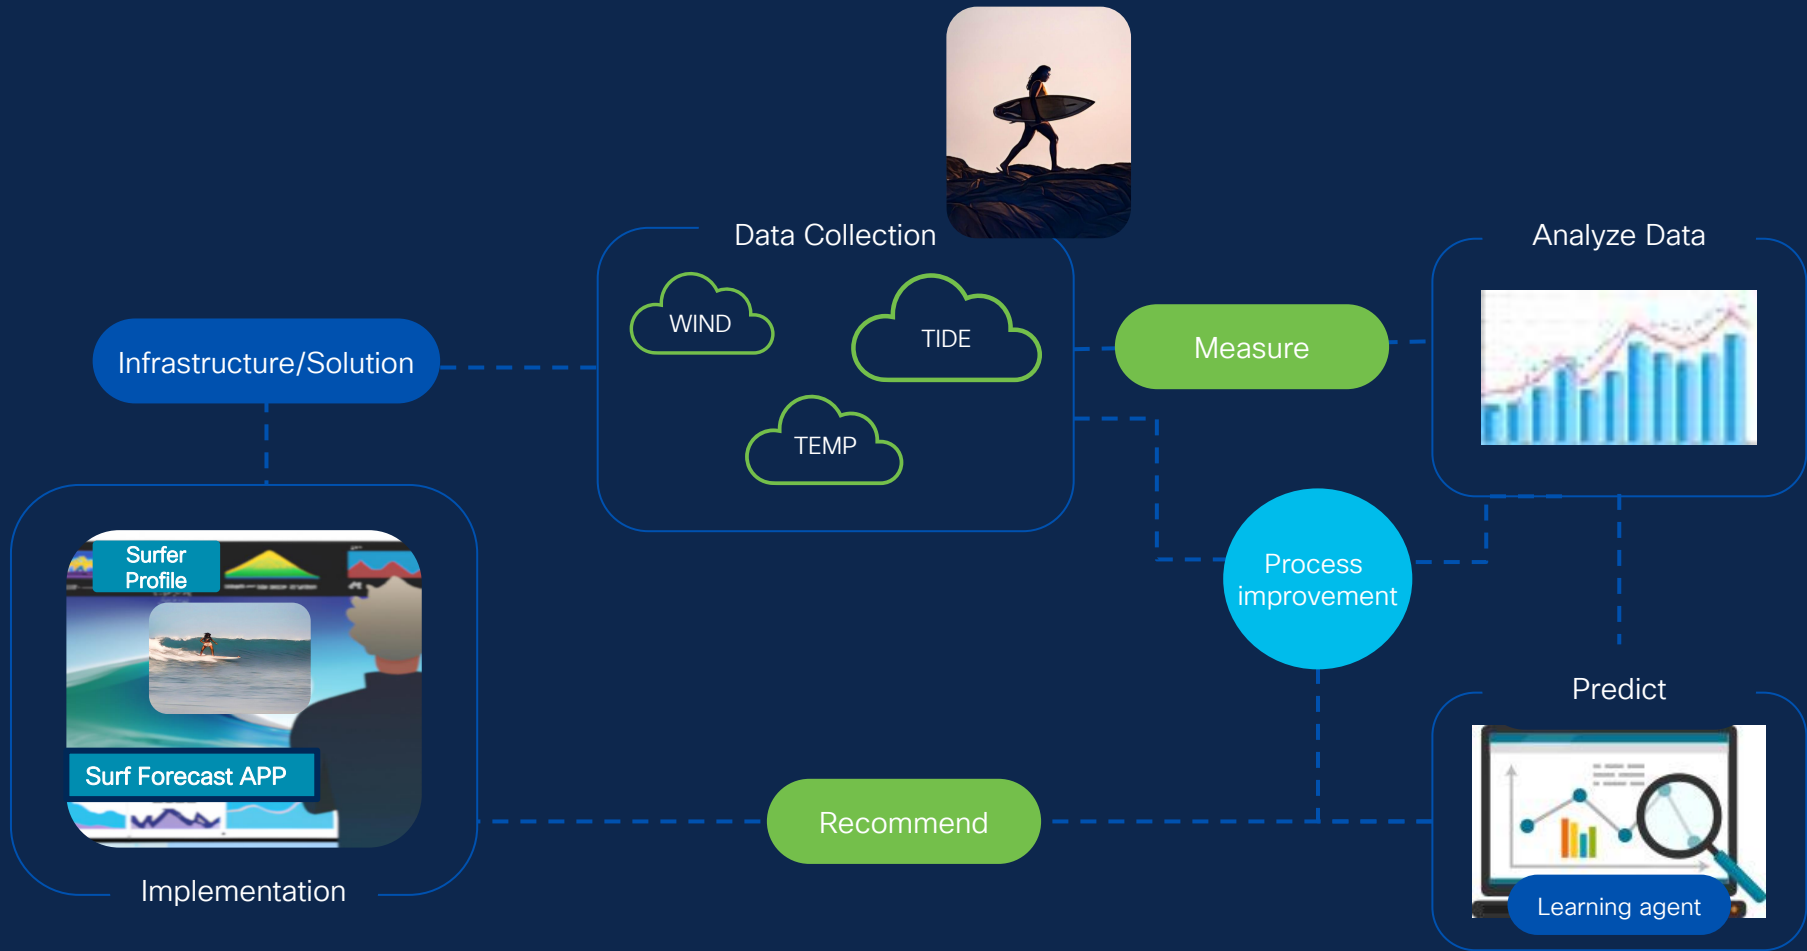 Data Collection
Analyze Data
WIND
TIDE
Measure
Infrastructure/Solution
TEMP
Surfer
Profile
Process
improvement
Predict
Surf Forecast APP
Recommend
Implementation
Learning agent